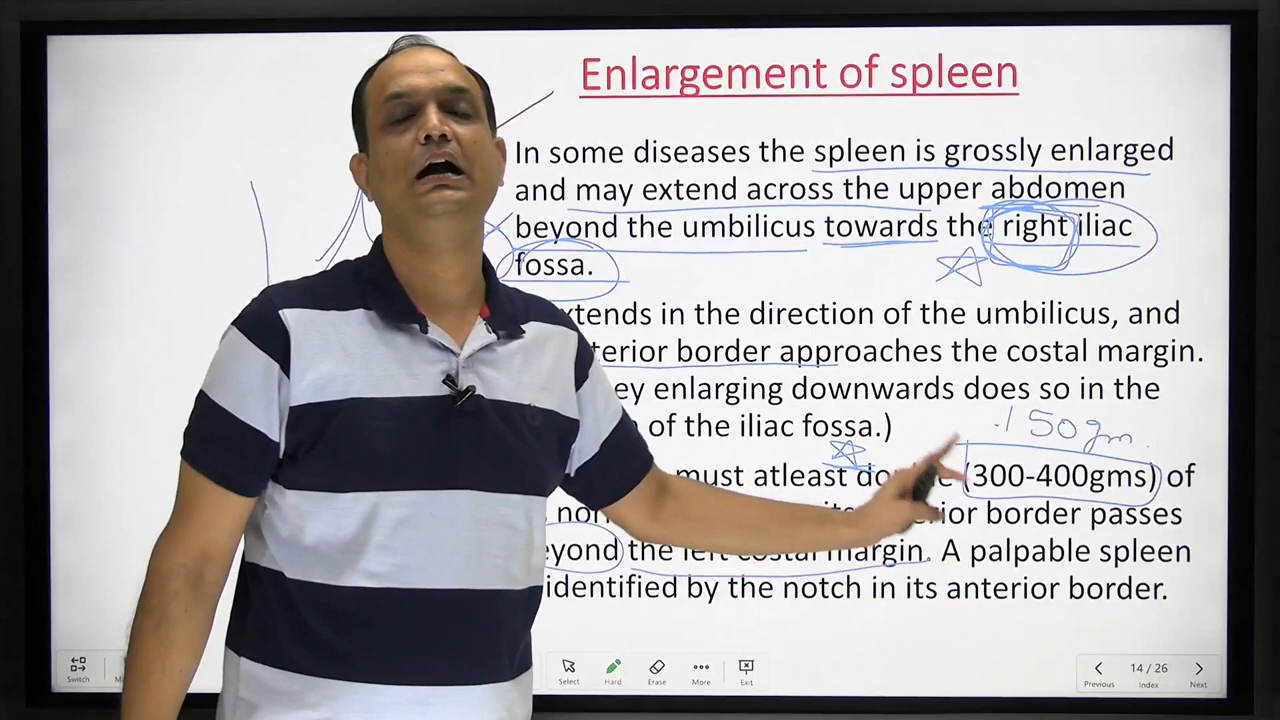 Enlargement of spleen
In some diseases the spleen is grossly enlarged
and may extend across the upper abdomen
beyond the umbilicus towards the right iliac
fossa.
xtends in the direction of the umbilicus, and
terior border approaches the costal margin.
ey enlarging downwards does so in the
of the iliac fossa.)
150gm
must atleast (300-400gms) of
border passes
the left costal margin. A palpable spleen
identified by the notch in its anterior border.
Switch
Select
Hard
Erase
More
Exit
Previous
14 / 26
Index
Next